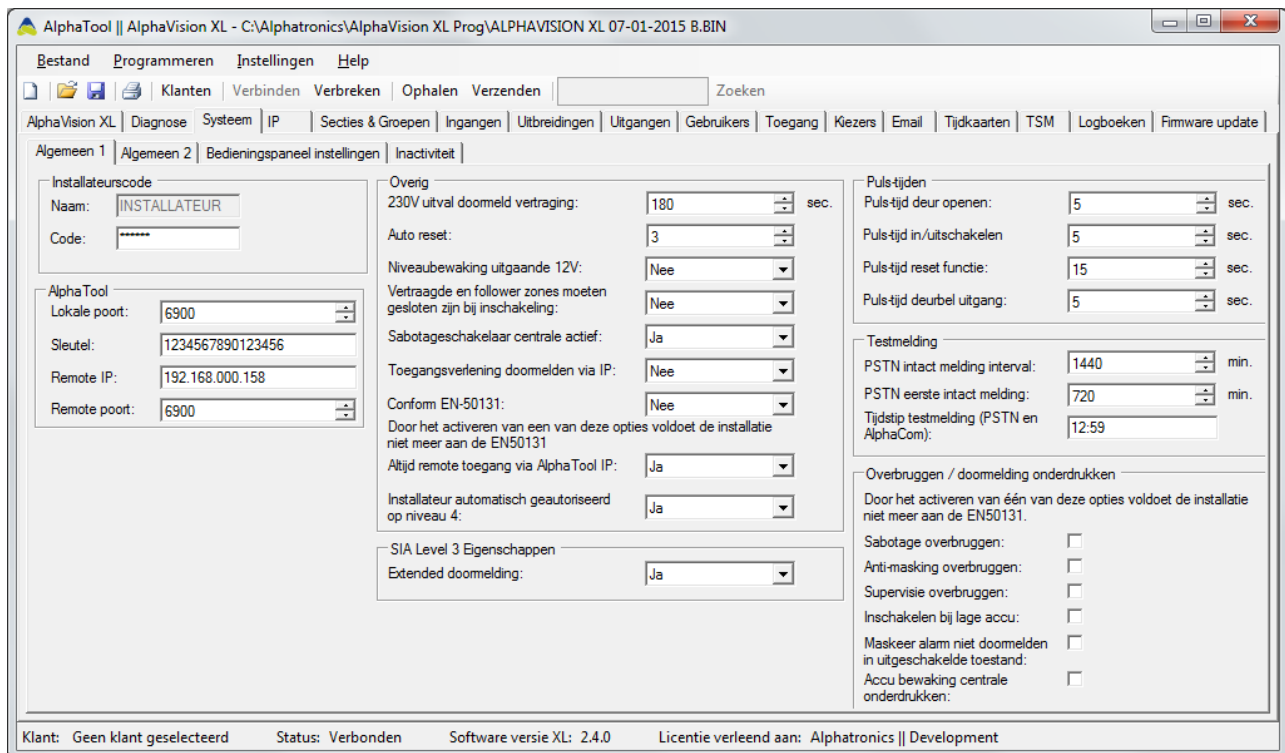 AlphaTool || AlphaVision XL - C:\Alphatronics\AlphaVision XL Prog\ALPHAVISION XL 07-01-2015 B.BIN
Bestand Programmeren Instellingen Help
Klanten Verbinden Verbreken Ophalen Verzenden Zoeken
AlphaVision XL Diagnose Systeem IP Secties & Groepen Ingangen Uitbreidingen Uitgangen Gebruikers Toegang Kiezers Email Tijdkaarten TSM Logboeken Firmware update
Algemeen 1 Algemeen 2 Bedieningspaneel instellingen Inactiviteit
Installateurscode
Naam: INSTALLATEUR
Code: ******
AlphaTool
Lokale poort: 6900
Sleutel: 1234567890123456
Remote IP: 192.168.000.158
Remote poort: 6900
Overig
230V uitval doormeld vertraging: 180 sec.
Auto reset: 3
Niveaubewaking uitgaande 12V: Nee
Vertraagde en follower zones moeten
gesloten zijn bij inschakeling: Nee
Sabotageschakelaar centrale actief: Ja
Toegangsverlening doormelden via IP: Nee
Conform EN-50131: Nee
Door het activeren van een van deze opties voldoet de installatie
niet meer aan de EN50131
Altijd remote toegang via AlphaTool IP: Ja
Installateur automatisch geautoriseerd
op niveau 4: Ja
SIA Level 3 Eigenschappen
Extended doormelding: Ja
Puls-tijden
Puls-tijd deur openen: 5 sec.
Puls-tijd in/uitschakelen 5 sec.
Puls-tijd reset functie: 15 sec.
Puls-tijd deurbel uitgang: 5 sec.
Testmelding
PSTN intact melding interval: 1440 min.
PSTN eerste intact melding: 720 min.
Tijdstip testmelding (PSTN en
AlphaCom): 12:59
Overbruggen / doormelding onderdrukken
Door het activeren van één van deze opties voldoet de installatie
niet meer aan de EN50131.
Sabotage overbruggen:
Anti-masking overbruggen:
Supervisie overbruggen:
Inschakelen bij lage accu:
Maskeer alarm niet doormelden
in uitgeschakelde toestand:
Accu bewaking centrale
onderdrukken:
Klant: Geen klant geselecteerd Status: Verbonden Software versie XL: 2.4.0 Licentie verleend aan: Alphatronics || Development